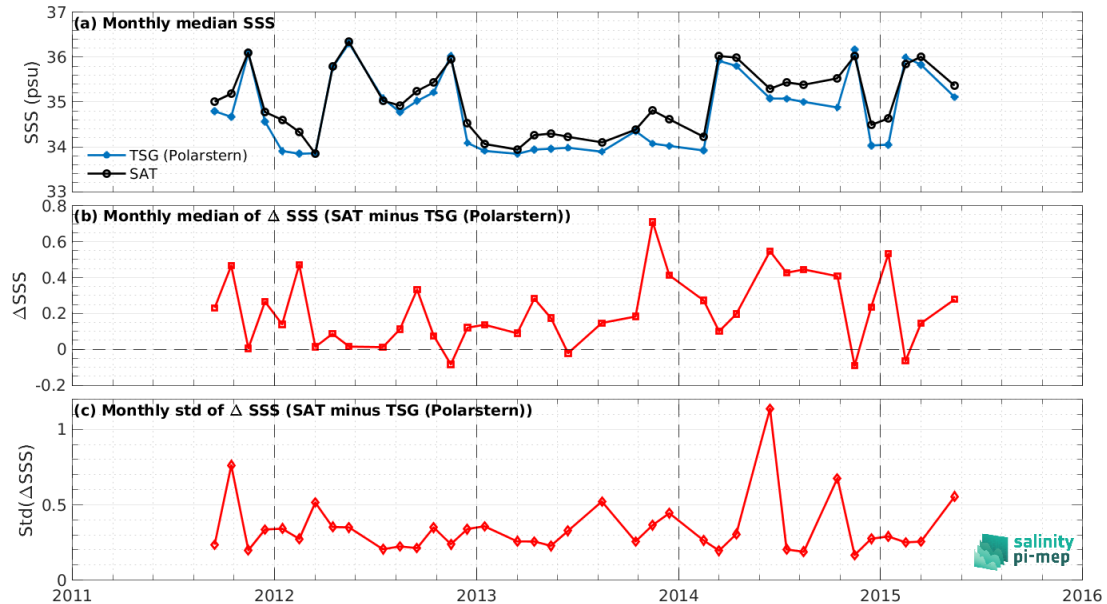 (a) Monthly median SSS
37
36
35
34
33
SSS (psu)
TSG (Polarstern)
SAT
(b) Monthly median of Δ SSS (SAT minus TSG (Polarstern))
0.8
0.6
0.4
0.2
0
-0.2
ΔSSS
(c) Monthly std of Δ SSS (SAT minus TSG (Polarstern))
1
0.5
0
Std(ΔSSS)
salinity
pi-mep
2011 2012 2013 2014 2015 2016